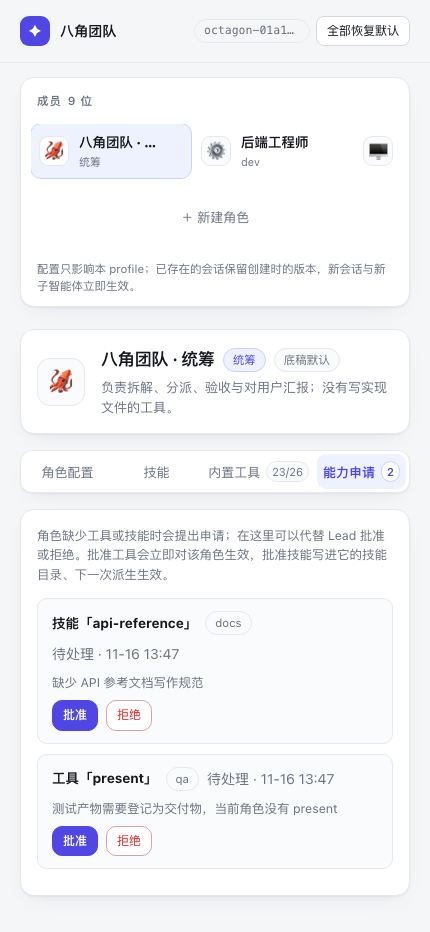 八角团队
octagon-01a1…
全部恢复默认
成员 9 位
八角团队 · ...
统筹
后端工程师
dev
+ 新建角色
配置只影响本 profile；已存在的会话保留创建时的版本，新会话与新
子智能体立即生效。
八角团队 · 统筹
统筹
底稿默认
负责拆解、分派、验收与对用户汇报；没有写实现
文件的工具。
角色配置
技能
内置工具 23/26
能力申请 2
角色缺少工具或技能时会提出申请；在这里可以代替 Lead 批准
或拒绝。批准工具会立即对该角色生效，批准技能写进它的技能
目录、下一次派生生效。
技能「api-reference」 docs
待处理 · 11-16 13:47
缺少 API 参考文档写作规范
批准
拒绝
工具「present」 qa 待处理 · 11-16 13:47
测试产物需要登记为交付物，当前角色没有 present
批准
拒绝